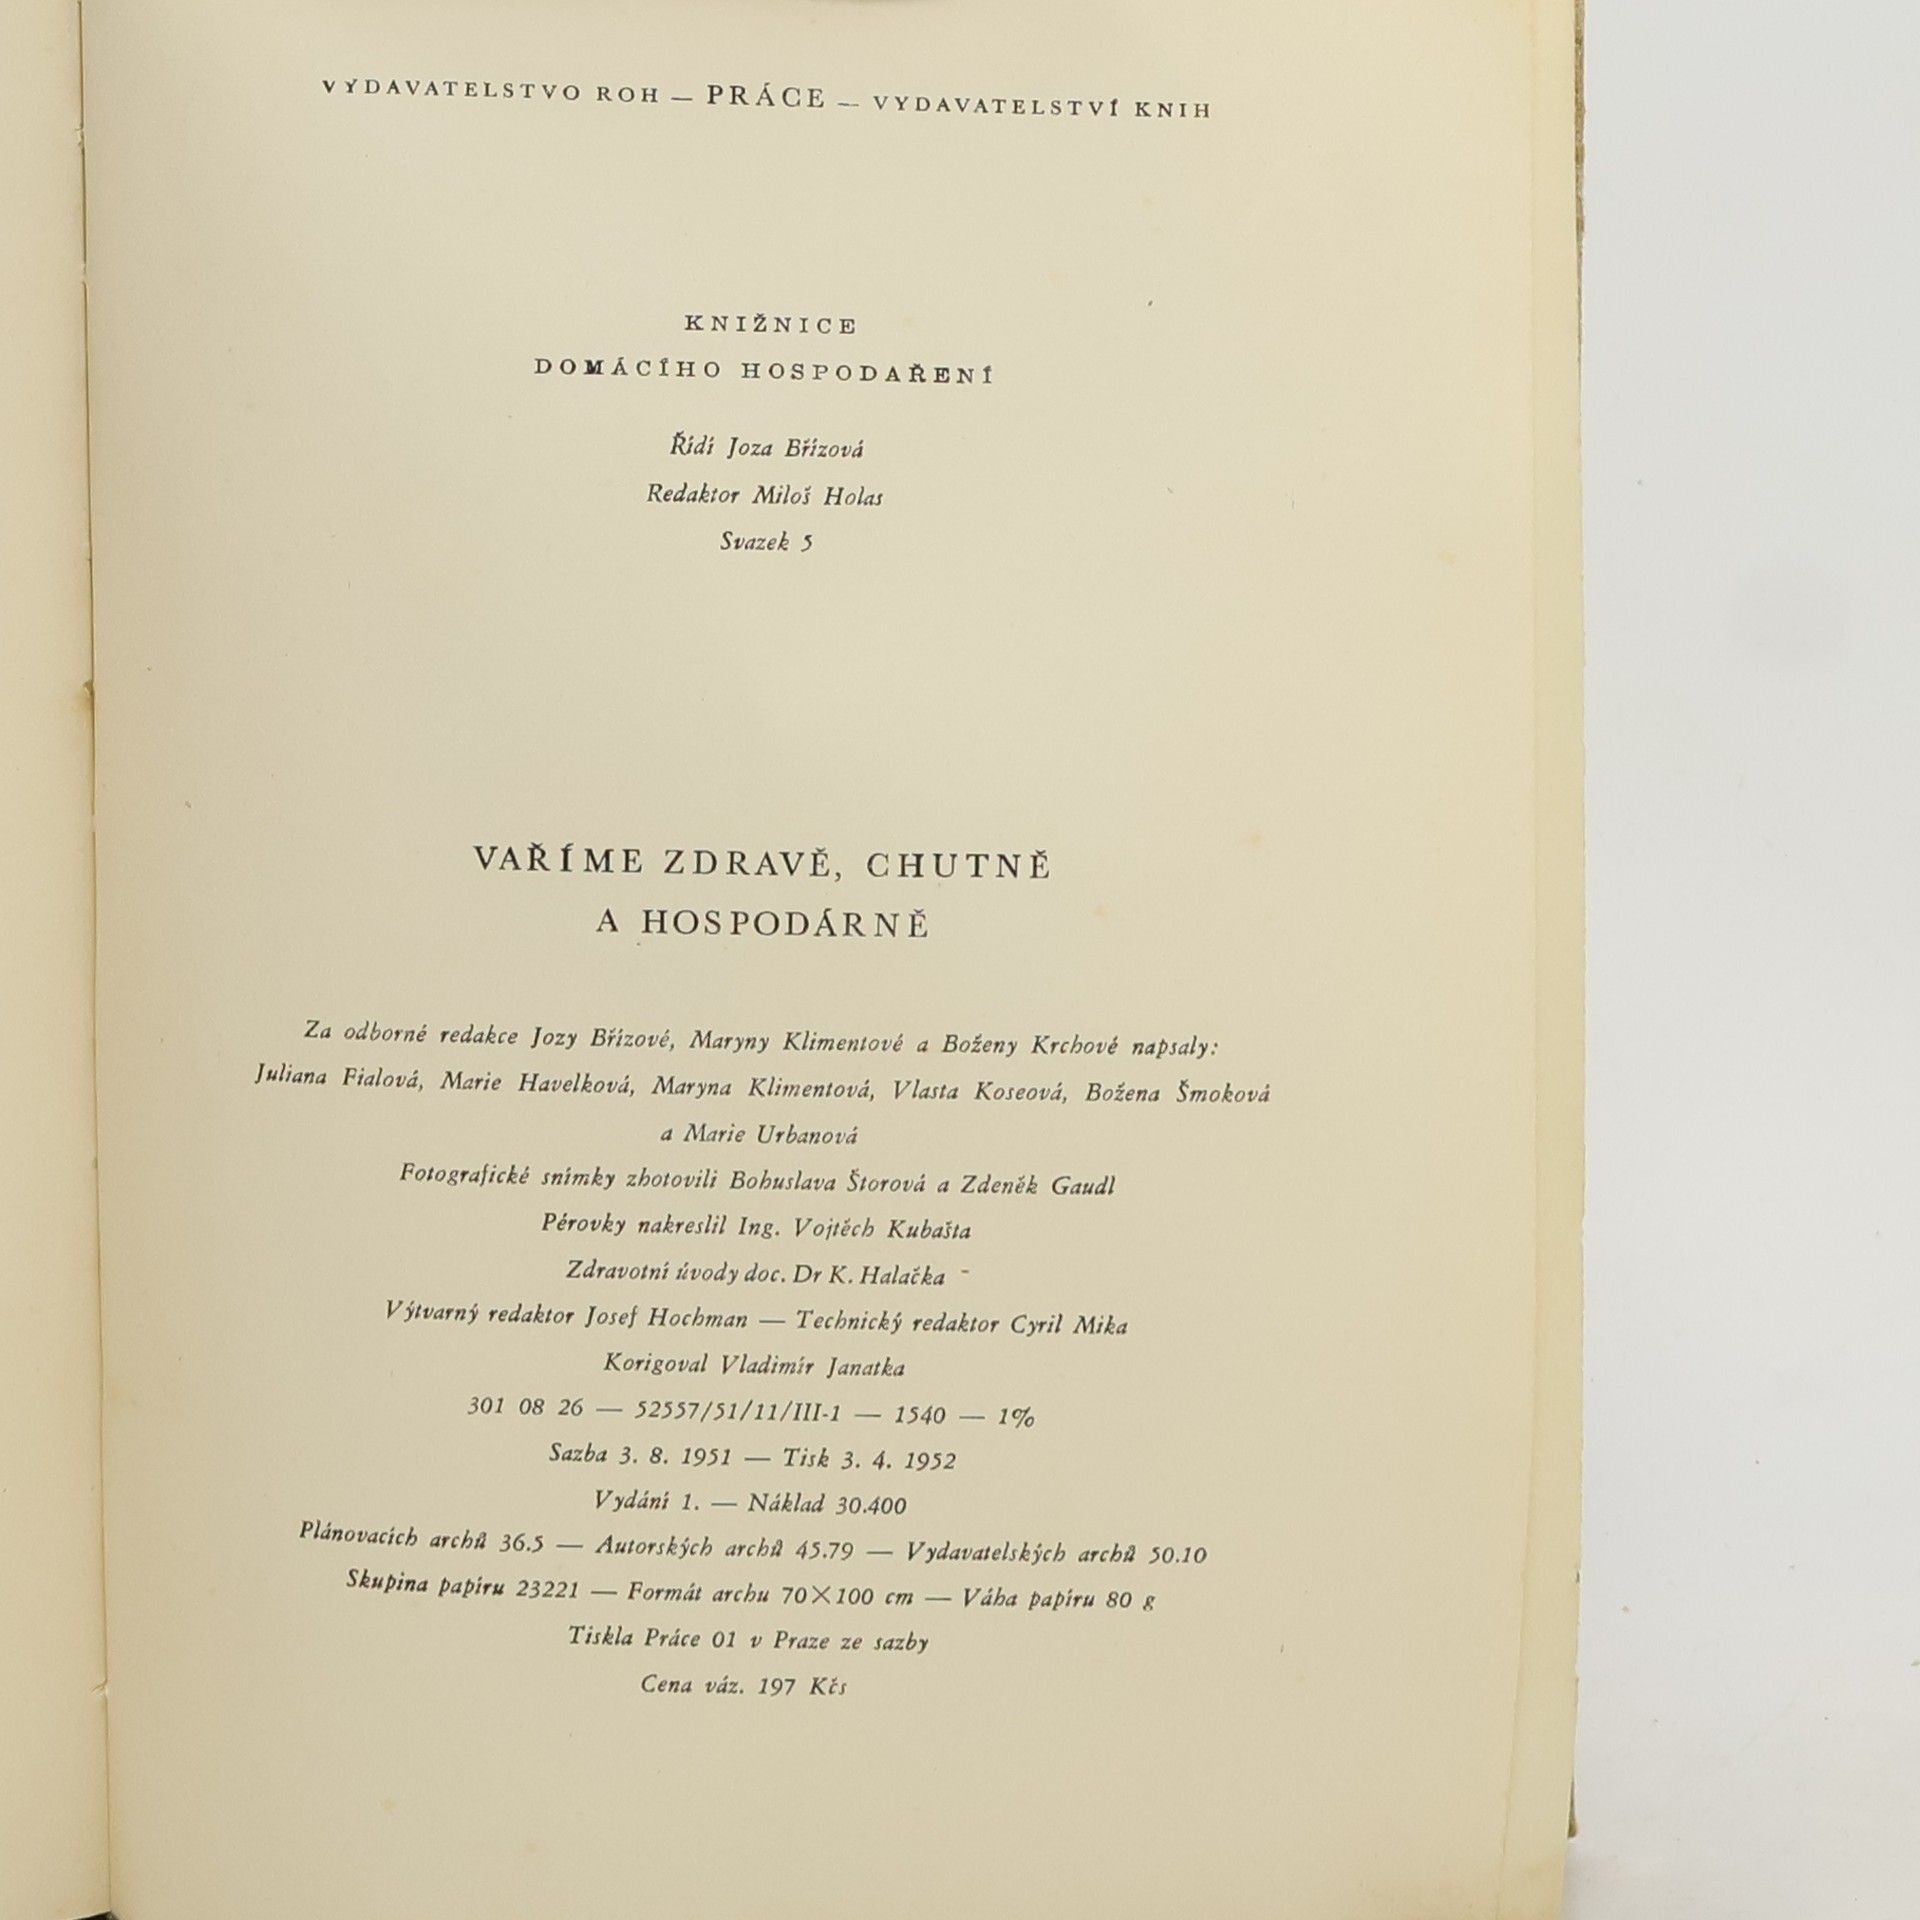 VYDAVATELSTVO ROH — PRÁCE — VYDAVATELSTVÍ KNIH
KNIŽNICE
DOMÁCÍHO HOSPODAŘENÍ
Řídí Joza Břízová
Redaktor Miloš Holas
Svazek 5
VAŘÍME ZDRAVĚ, CHUTNĚ
A HOSPODÁRNĚ
Za odborné redakce Jozy Břízové, Maryny Klimentové a Boženy Krchové napsaly:
Juliana Fialová, Marie Havelková, Maryna Klimentová, Vlasta Koseová, Božena Šmoková
a Marie Urbanová
Fotografické snímky zhotovili Bohuslava Štorová a Zdeněk Gaudl
Pérovky nakreslil Ing. Vojtěch Kubašta
Zdravotní úvody doc. Dr K. Halačka
Výtvarný redaktor Josef Hochman — Technický redaktor Cyril Mika
Korigoval Vladimír Janatka
301 08 26 — 52557/51/11/III-1 — 1540 — 1%
Sazba 3. 8. 1951 — Tisk 3. 4. 1952
Vydání 1. — Náklad 30.400
Plánovacích archů 36.5 — Autorských archů 45.79 — Vydavatelských archů 50.10
Skupina papíru 23221 — Formát archu 70×100 cm — Váha papíru 80 g
Tiskla Práce 01 v Praze ze sazby
Cena váz. 197 Kčs